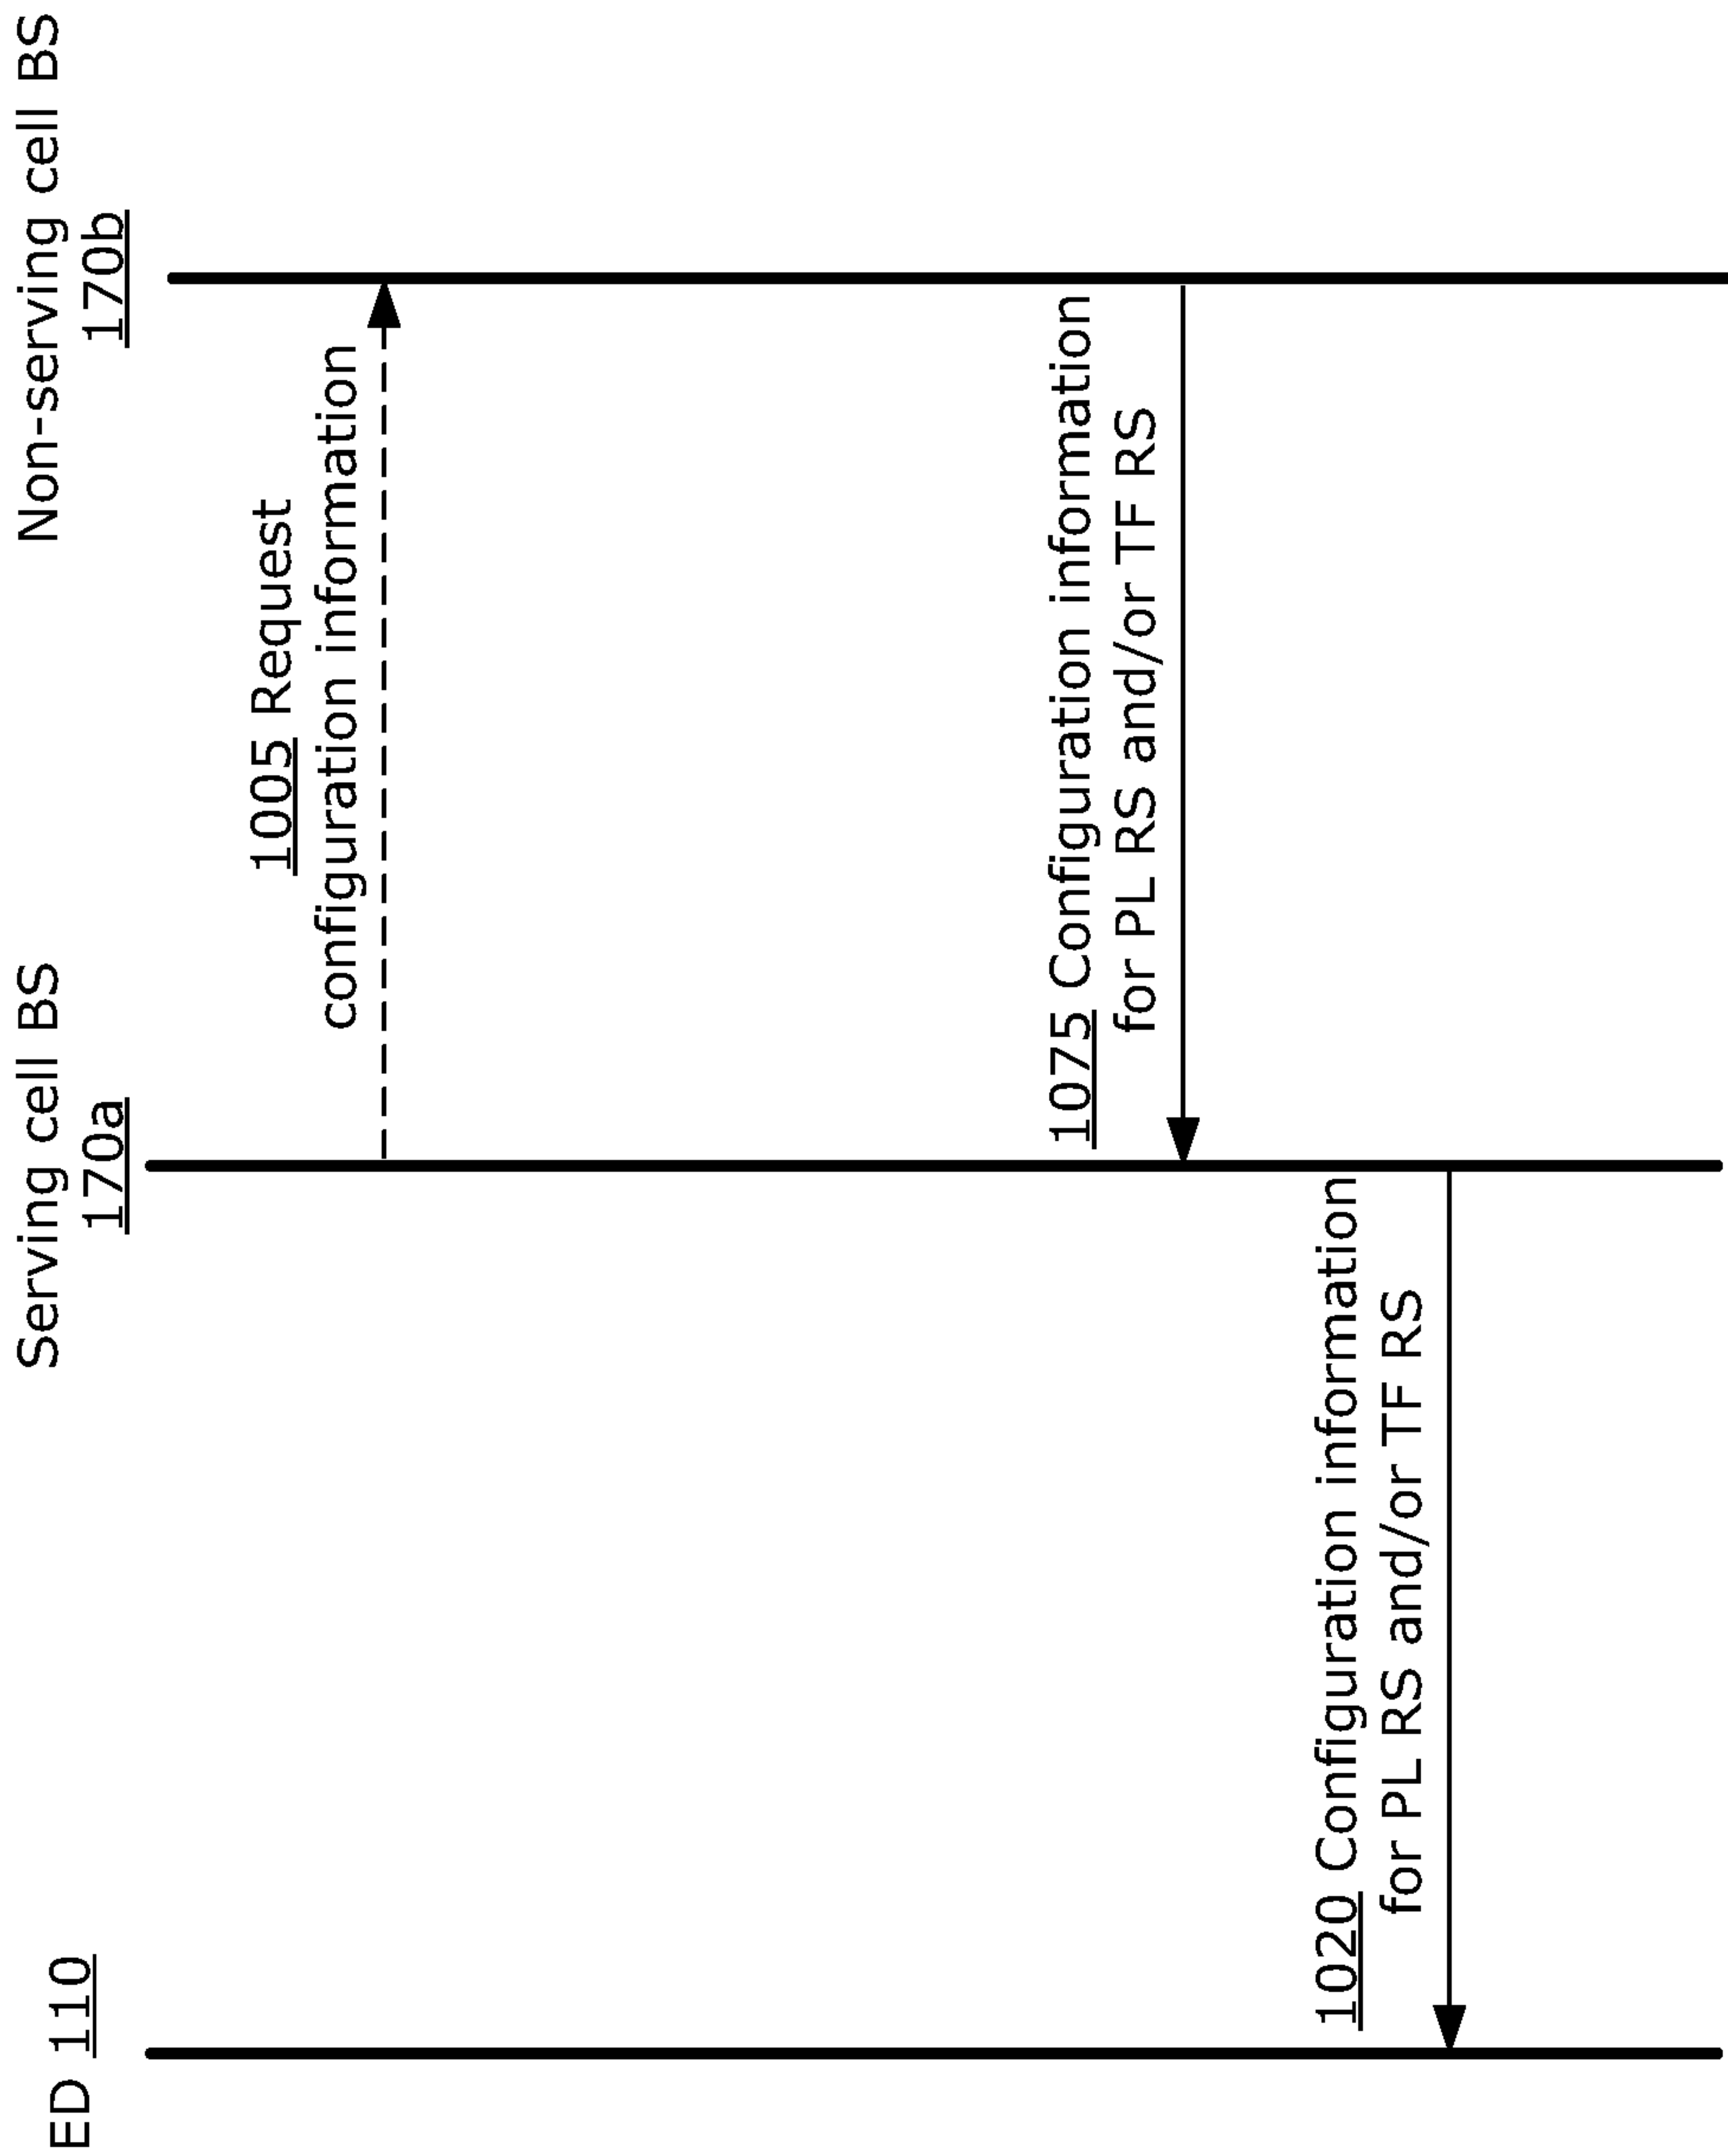 ED 110
Serving cell BS
170a
Non-serving cell BS
170b
1005 Request
configuration information
1075 Configuration information
for PL RS and/or TF RS
1020 Configuration information
for PL RS and/or TF RS